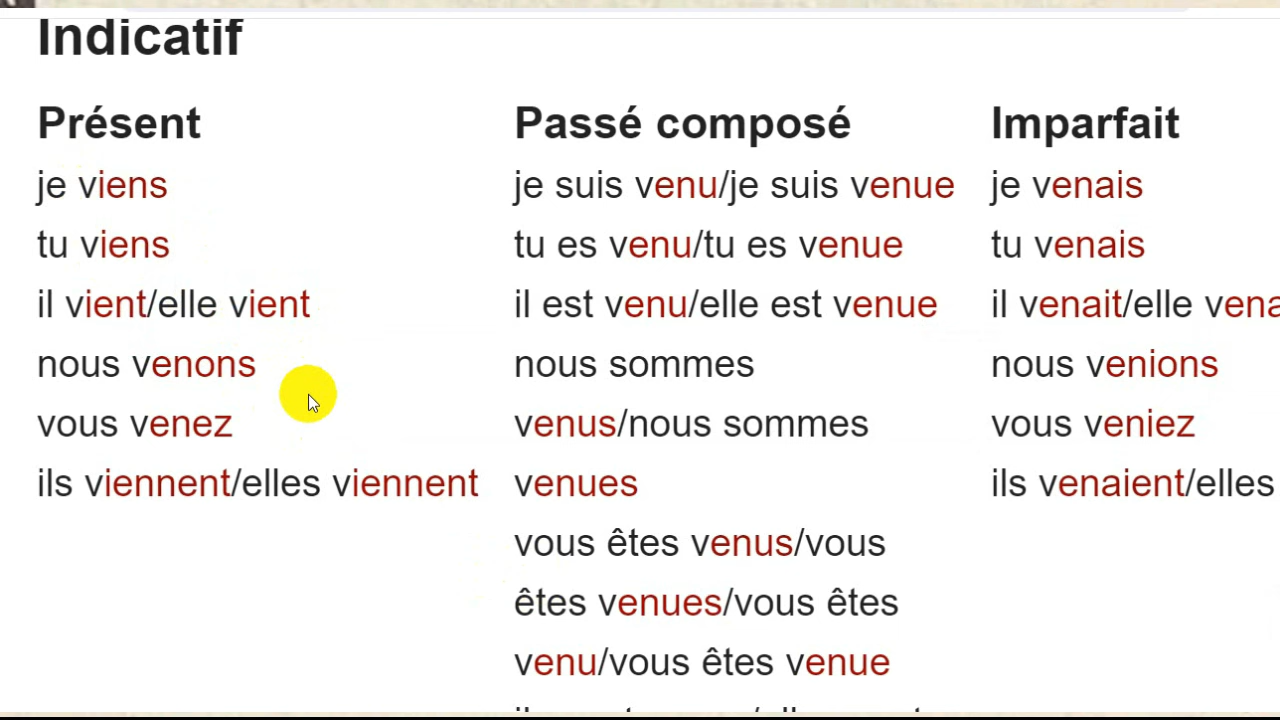 Indicatif
Présent
je viens
tu viens
il vient/elle vient
nous venons
vous venez
ils viennent/elles viennent
Passé composé
je suis venu/je suis venue
tu es venu/tu es venue
il est venu/elle est venue
nous sommes
venus/nous sommes
venues
vous êtes venus/vous
êtes venues/vous êtes
venu/vous êtes venue
Imparfait
je venais
tu venais
il venait/elle vena
nous venions
vous veniez
ils venaient/elles